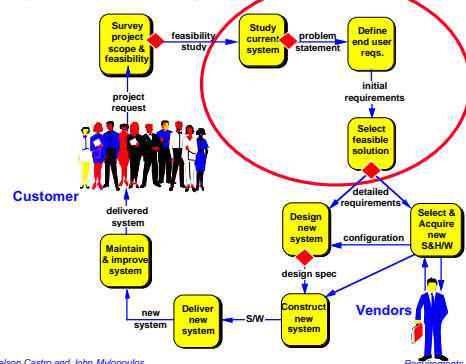 Survey
project
scope &
feasibility
feasibility
study
Study
current
system
problem
statement
Define
end user
reqs.
initial
requirements
Select
feasible
solution
detailed
requirements
Design
new
system
configuration
Select &
Acquire
new
S&H/W
design spec
Vendors
Construct
new
system
S/W
Deliver
new
system
new
system
Maintain
& improve
system
delivered
system
Customer
project
request
elson Castro and John Mylopoulos
Requirements